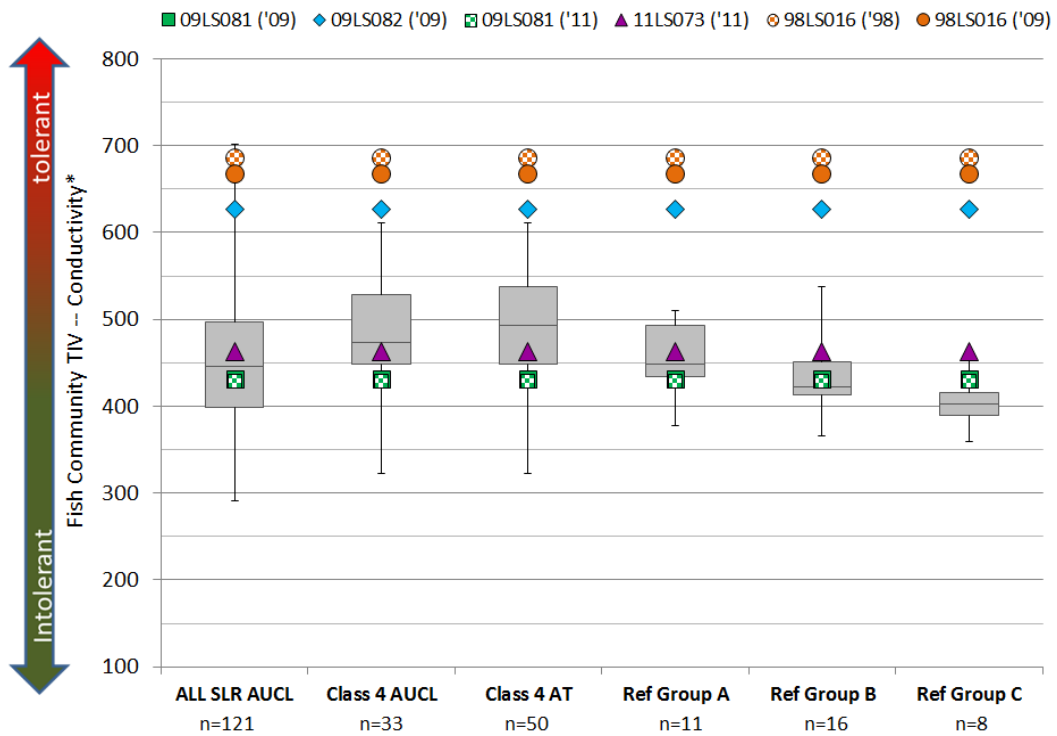 09LS081 ('09) 09LS082 ('09) 09LS081 ('11) 11LS073 ('11) 98LS016 ('98) 98LS016 ('09)
tolerant
Intolerant
Fish Community TIV -- Conductivity*
800
700
600
500
400
300
200
100
ALL SLR AUCL Class 4 AUCL Class 4 AT Ref Group A Ref Group B Ref Group C
n=121 n=33 n=50 n=11 n=16 n=8